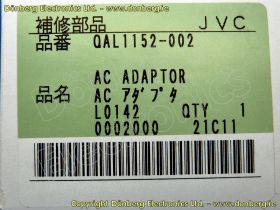 Dönberg Electronics Ltd. - www.donberg.ie
補修部品 JVC
品番 QAL1152-002
AC ADAPTOR
品名 AC アダプタ
L0142 QTY 1
0002000 21C11
Dönberg Electronics Ltd. - www.donberg.ie